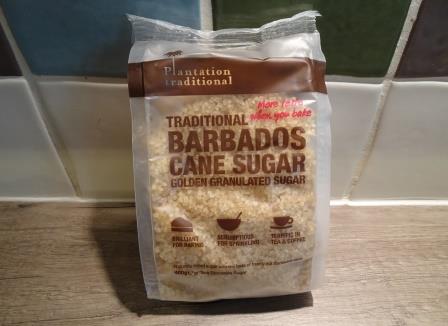 Plantation
traditional
more taste
when you bake
TRADITIONAL
BARBADOS
CANE SUGAR
GOLDEN GRANULATED SUGAR
BRILLIANT
FOR BAKING
SCRUMPTIOUS
FOR SPRINKLING
TERRIFIC IN
TEA & COFFEE